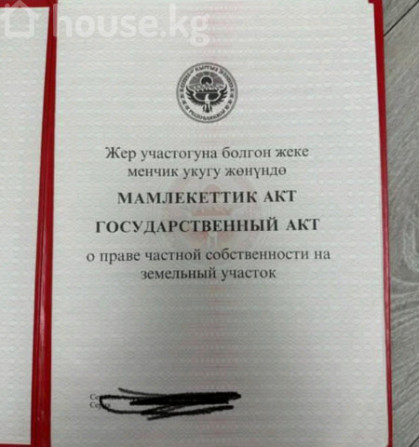 house.kg
Жер участогуна болгон жеке
менчик укугу жөнүндө
МАМЛЕКЕТТИК АКТ
ГОСУДАРСТВЕННЫЙ АКТ
о праве частной собственности на
земельный участок